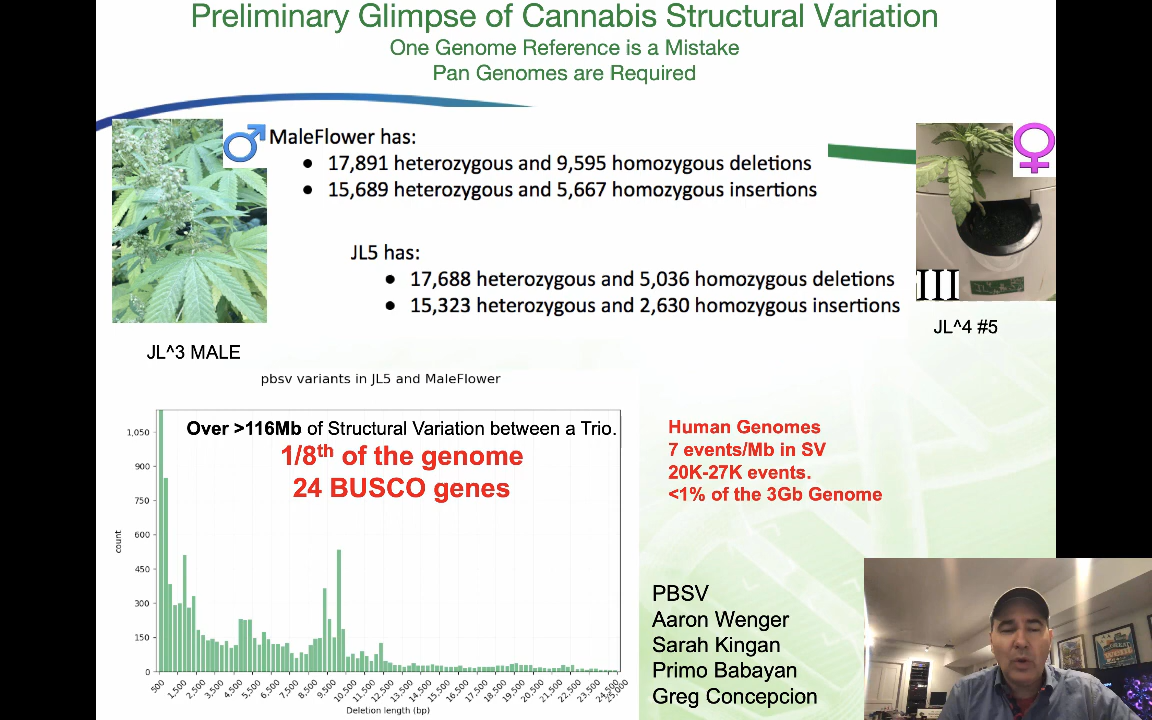 Preliminary Glimpse of Cannabis Structural Variation
One Genome Reference is a Mistake
Pan Genomes are Required
MaleFlower has:
• 17,891 heterozygous and 9,595 homozygous deletions
• 15,689 heterozygous and 5,667 homozygous insertions
JL5 has:
• 17,688 heterozygous and 5,036 homozygous deletions
• 15,323 heterozygous and 2,630 homozygous insertions
III
JL^4 #5
JL^3 MALE
pbsv variants in JL5 and MaleFlower
Over >116Mb of Structural Variation between a Trio.
1/8th of the genome
24 BUSCO genes
1,050
900
750
600
450
300
150
0
count
500 1,500 2,500 3,500 4,500 5,500 6,500 7,500 8,500 9,500 10,500 11,500 12,500 13,500 14,500 15,500 16,500 17,500 18,500 19,500 20,500 21,500 22,500 23,500 24,500 25,000
Deletion length (bp)
Human Genomes
7 events/Mb in SV
20K-27K events.
<1% of the 3Gb Genome
PBSV
Aaron Wenger
Sarah Kingan
Primo Babayan
Greg Concepcion